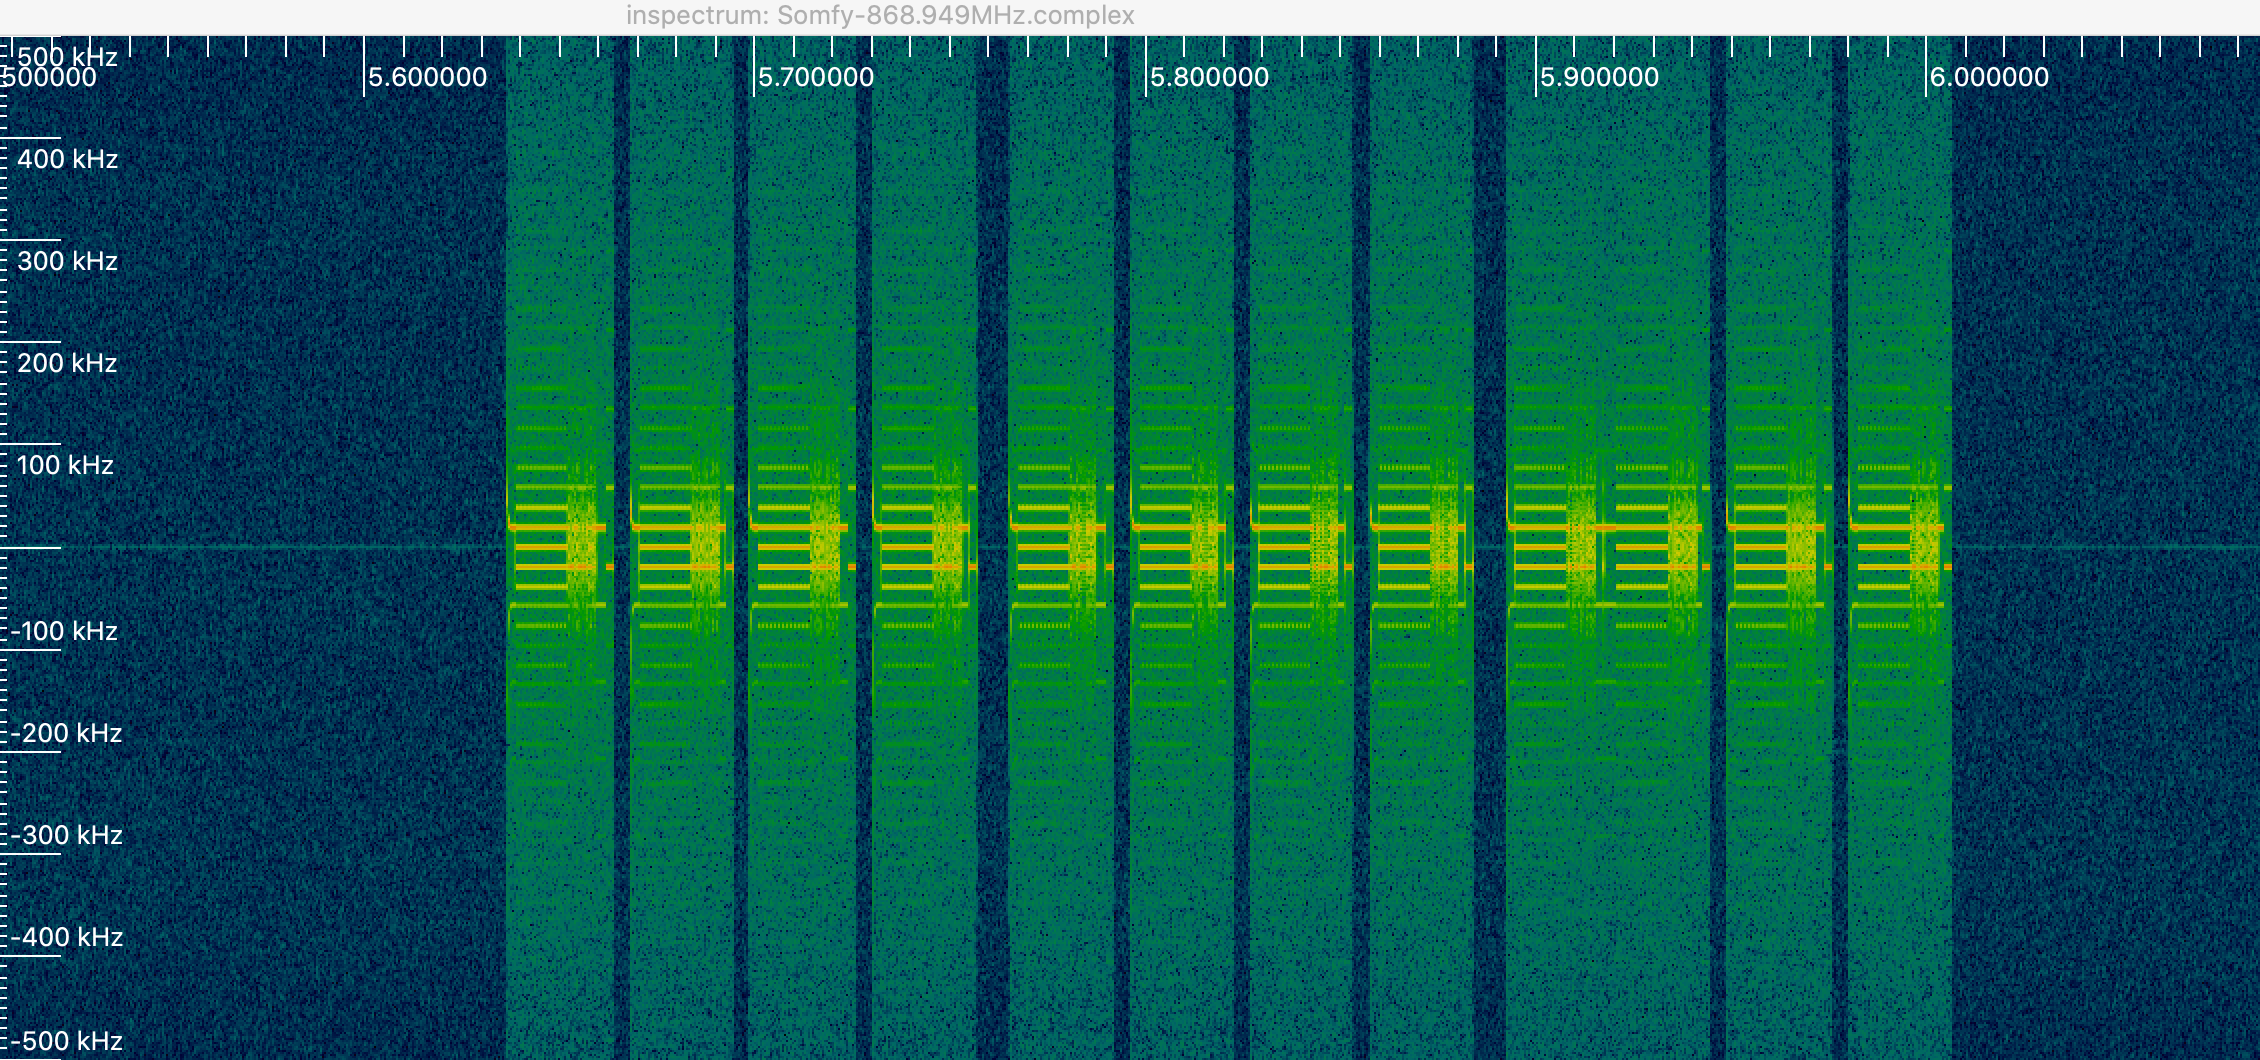 inspectrum: Somfy-868.949MHz.complex
500 kHz
500000 5.600000 5.700000 5.800000 5.900000 6.000000
400 kHz
300 kHz
200 kHz
100 kHz
-100 kHz
-200 kHz
-300 kHz
-400 kHz
-500 kHz